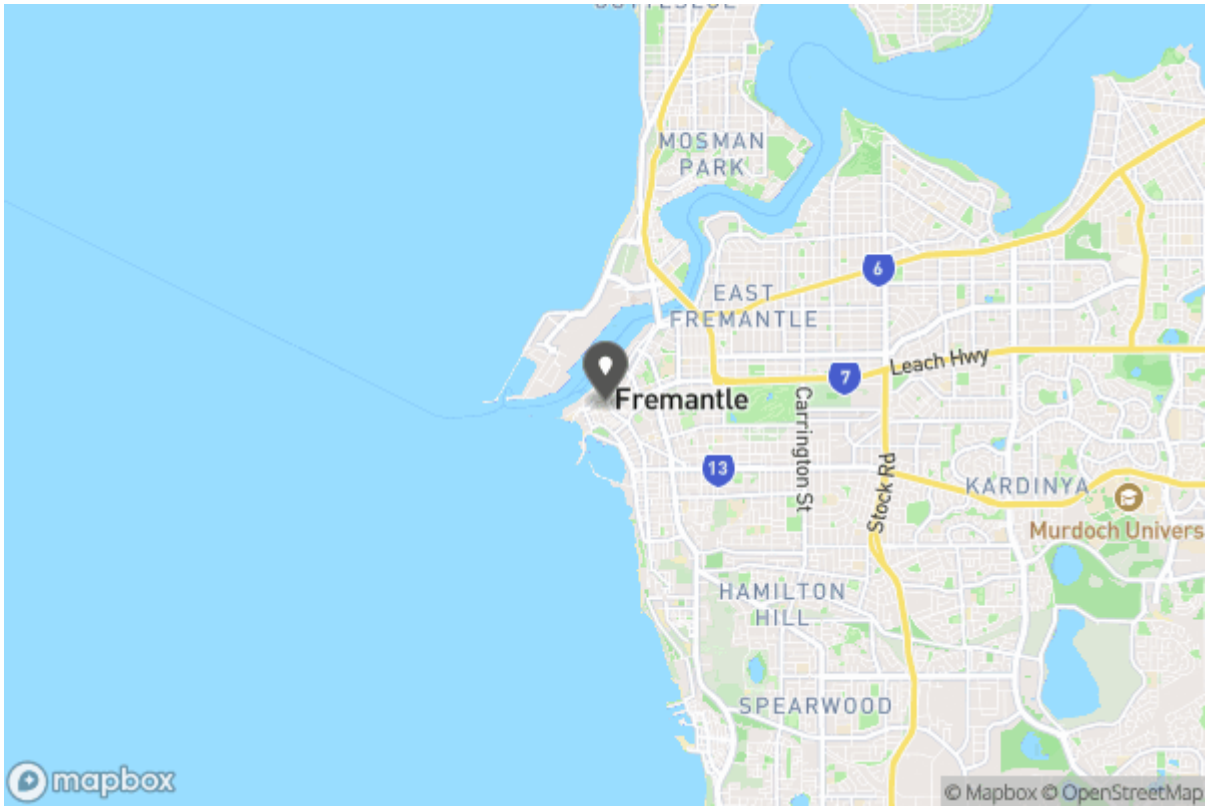 MOSMAN
PARK
6
EAST
FREMANTLE
Leach Hwy
7
Fremantle
Carrington St
13
Stock Rd
KARDINYA
Murdoch Univers
HAMILTON
HILL
SPEARWOOD
mapbox
© Mapbox © OpenStreetMap